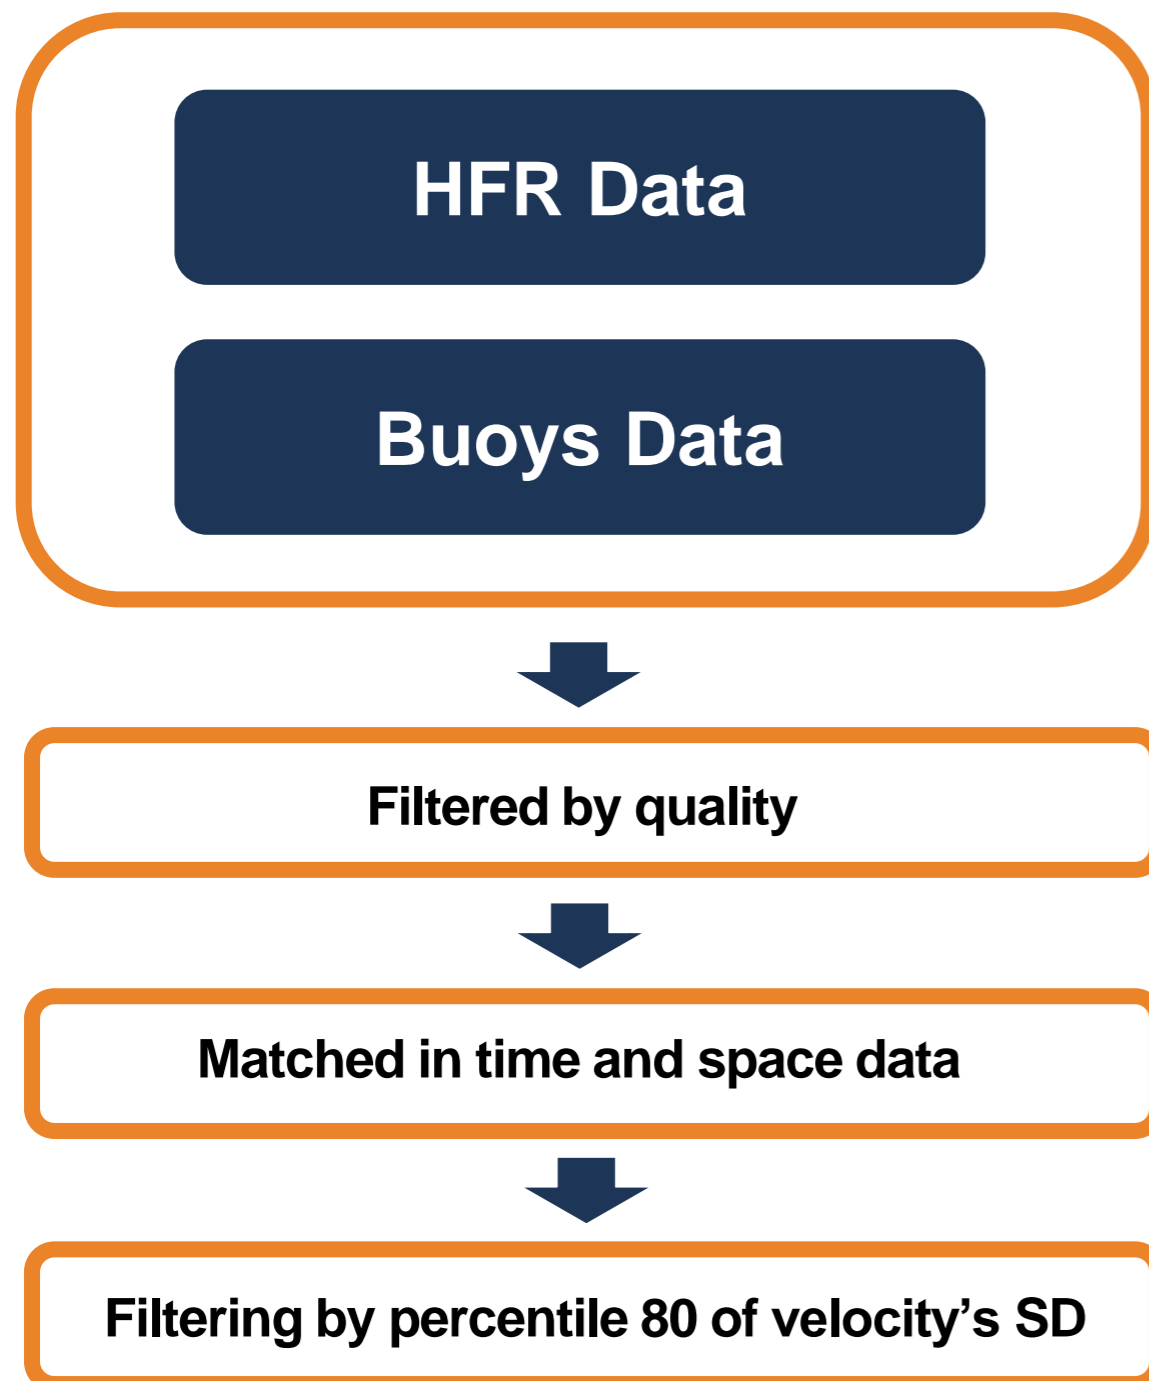 HFR Data
Buoys Data
Filtered by quality
Matched in time and space data
Filtering by percentile 80 of velocity’s SD